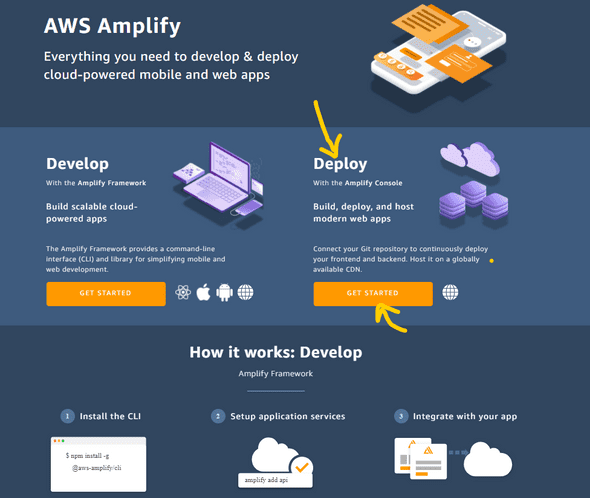 AWS Amplify
Everything you need to develop & deploy
cloud-powered mobile and web apps
Develop
With the Amplify Framework
Build scalable cloud-
powered apps
The Amplify Framework provides a command-line
interface (CLI) and library for simplifying mobile and
web development.
GET STARTED
Deploy
With the Amplify Console
Build, deploy, and host
modern web apps
Connect your Git repository to continuously deploy
your frontend and backend. Host it on a globally
available CDN.
GET STARTED
How it works: Develop
Amplify Framework
1 Install the CLI
$ npm install -g
@aws-amplify/cli
2 Setup application services
amplify add api
3 Integrate with your app